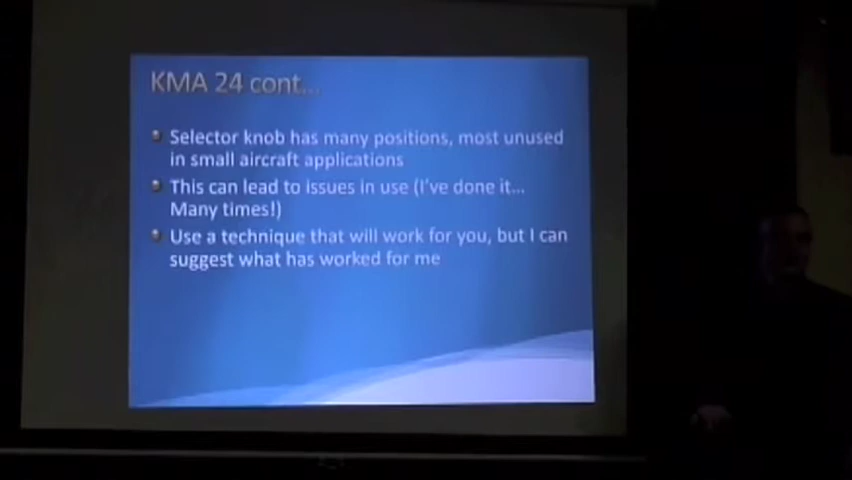 KMA 24 cont...
Selector knob has many positions, most unused
in small aircraft applications
This can lead to issues in use (I've done it...
Many times!)
Use a technique that will work for you, but I can
suggest what has worked for me